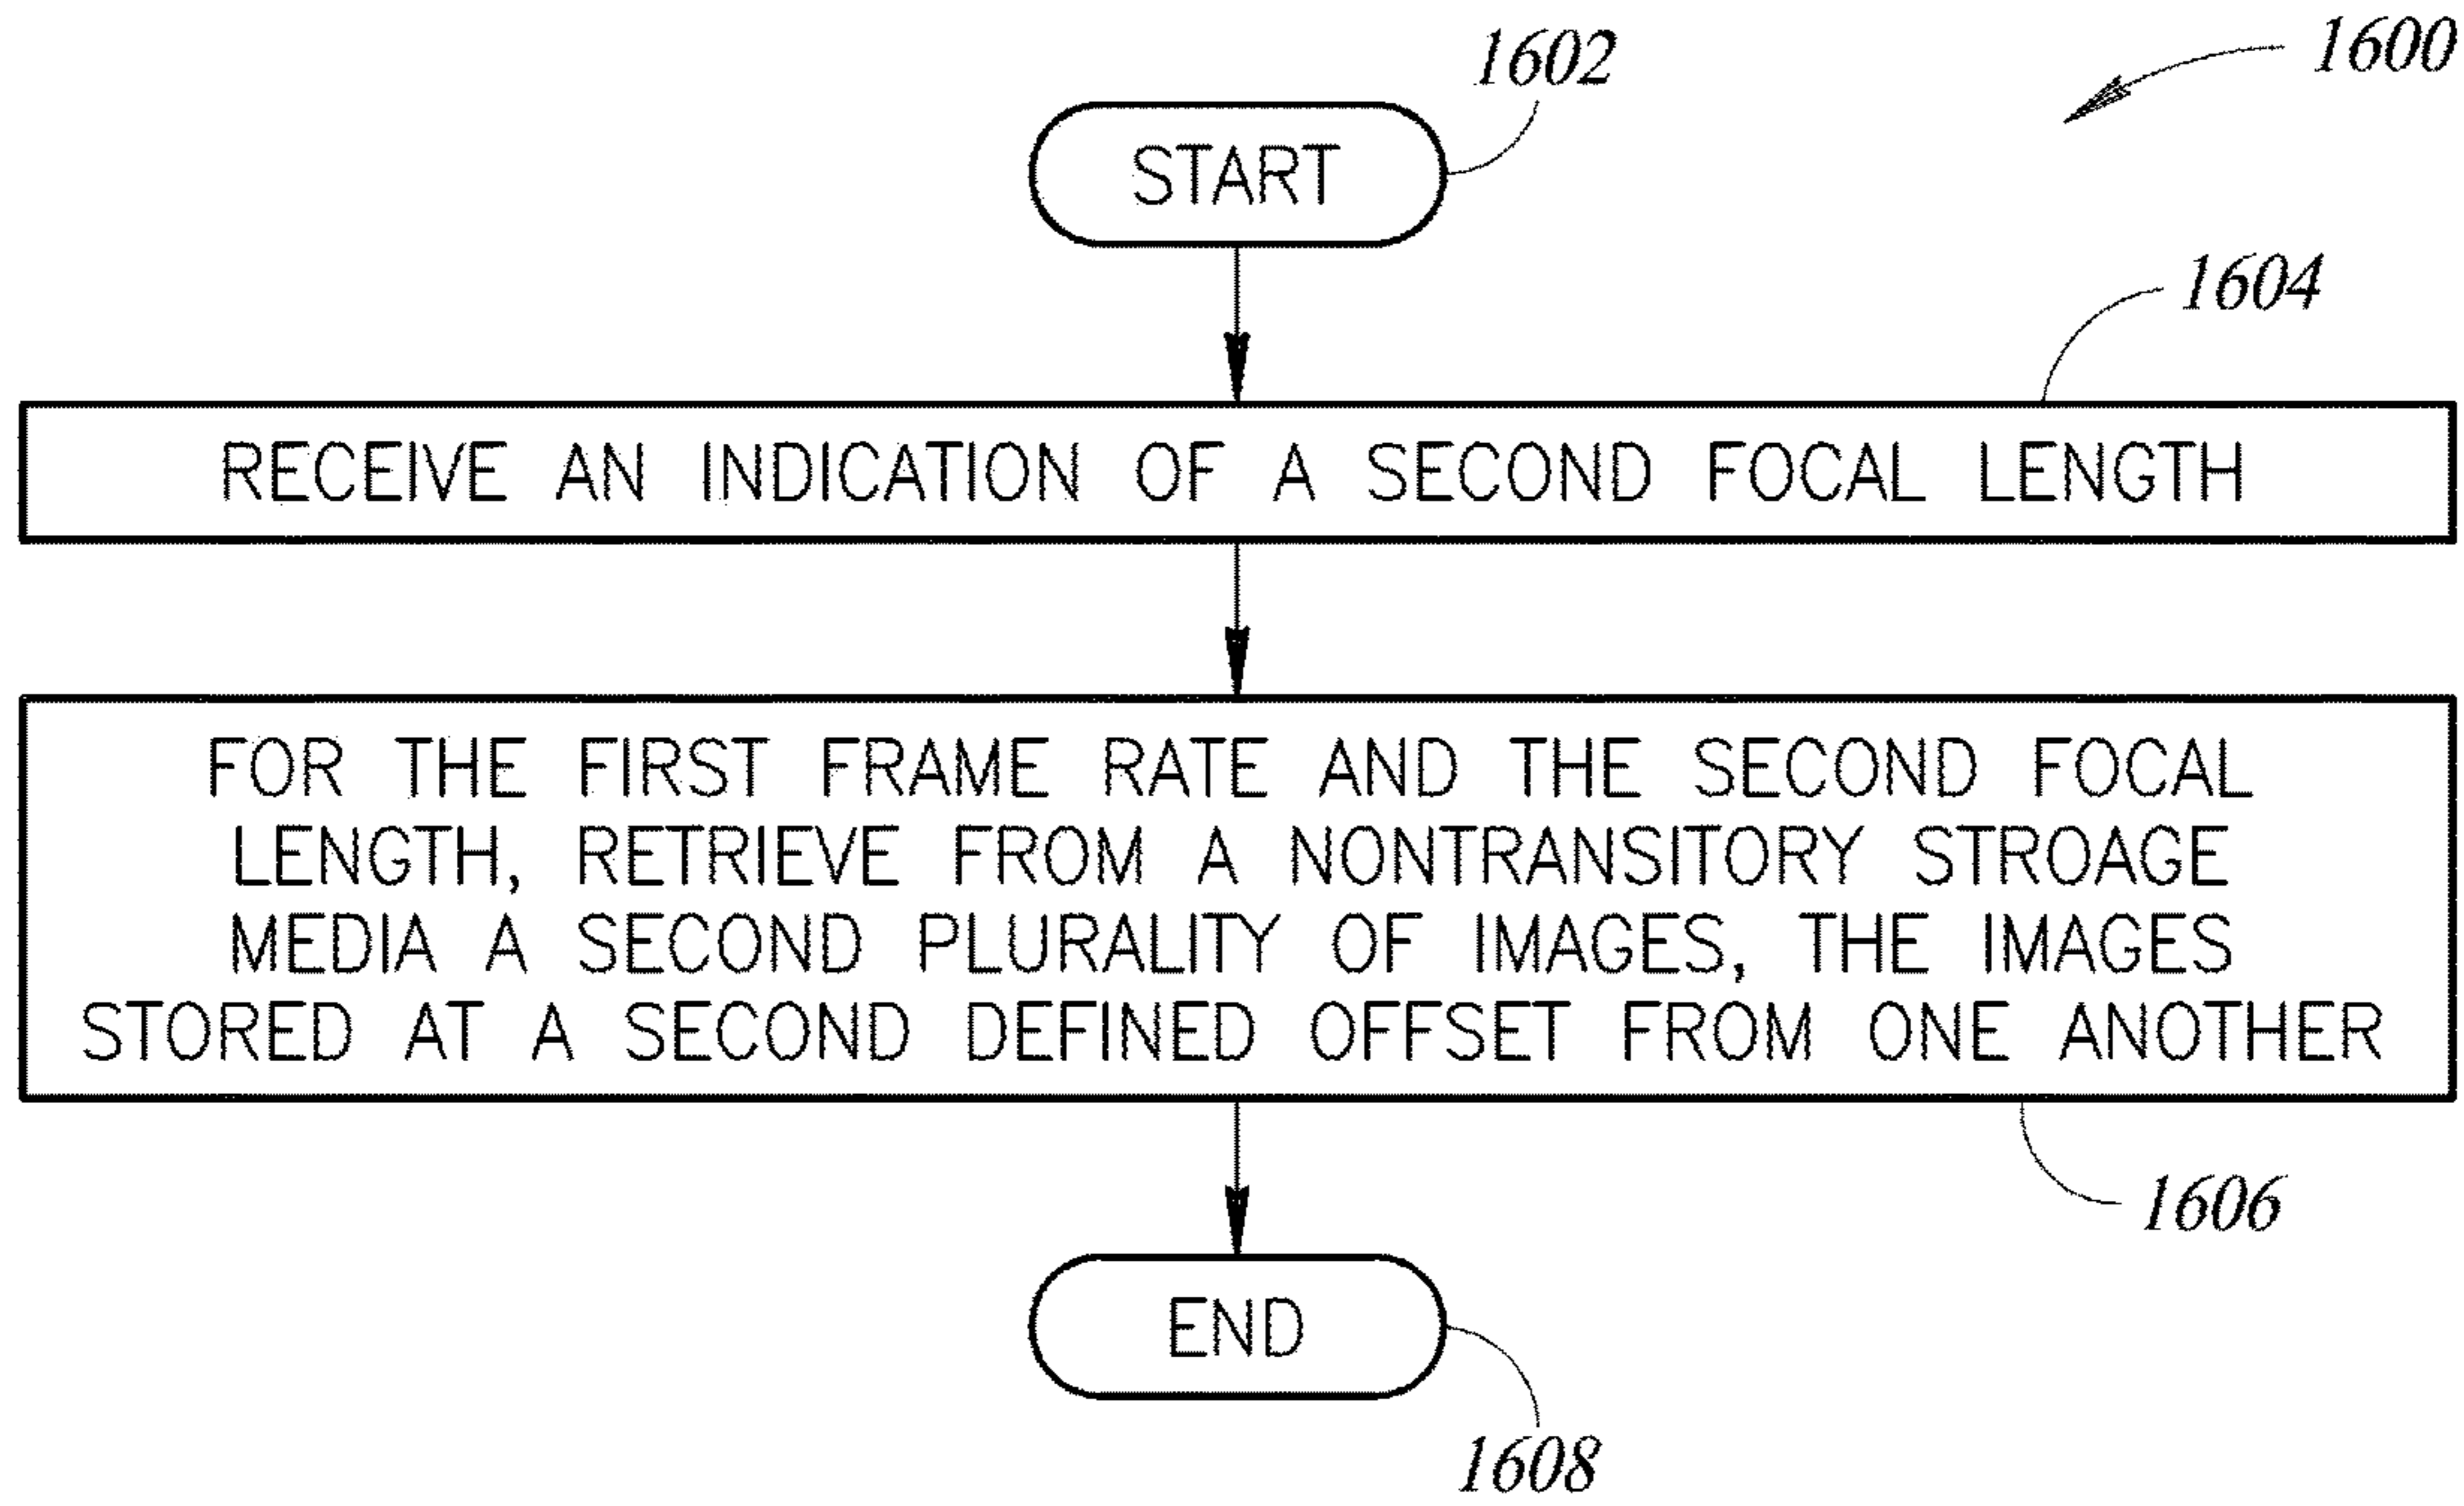 1600
1602
START
1604
RECEIVE AN INDICATION OF A SECOND FOCAL LENGTH
FOR THE FIRST FRAME RATE AND THE SECOND FOCAL
LENGTH, RETRIEVE FROM A NONTRANSITORY STROAGE
MEDIA A SECOND PLURALITY OF IMAGES, THE IMAGES
STORED AT A SECOND DEFINED OFFSET FROM ONE ANOTHER
1606
END
1608